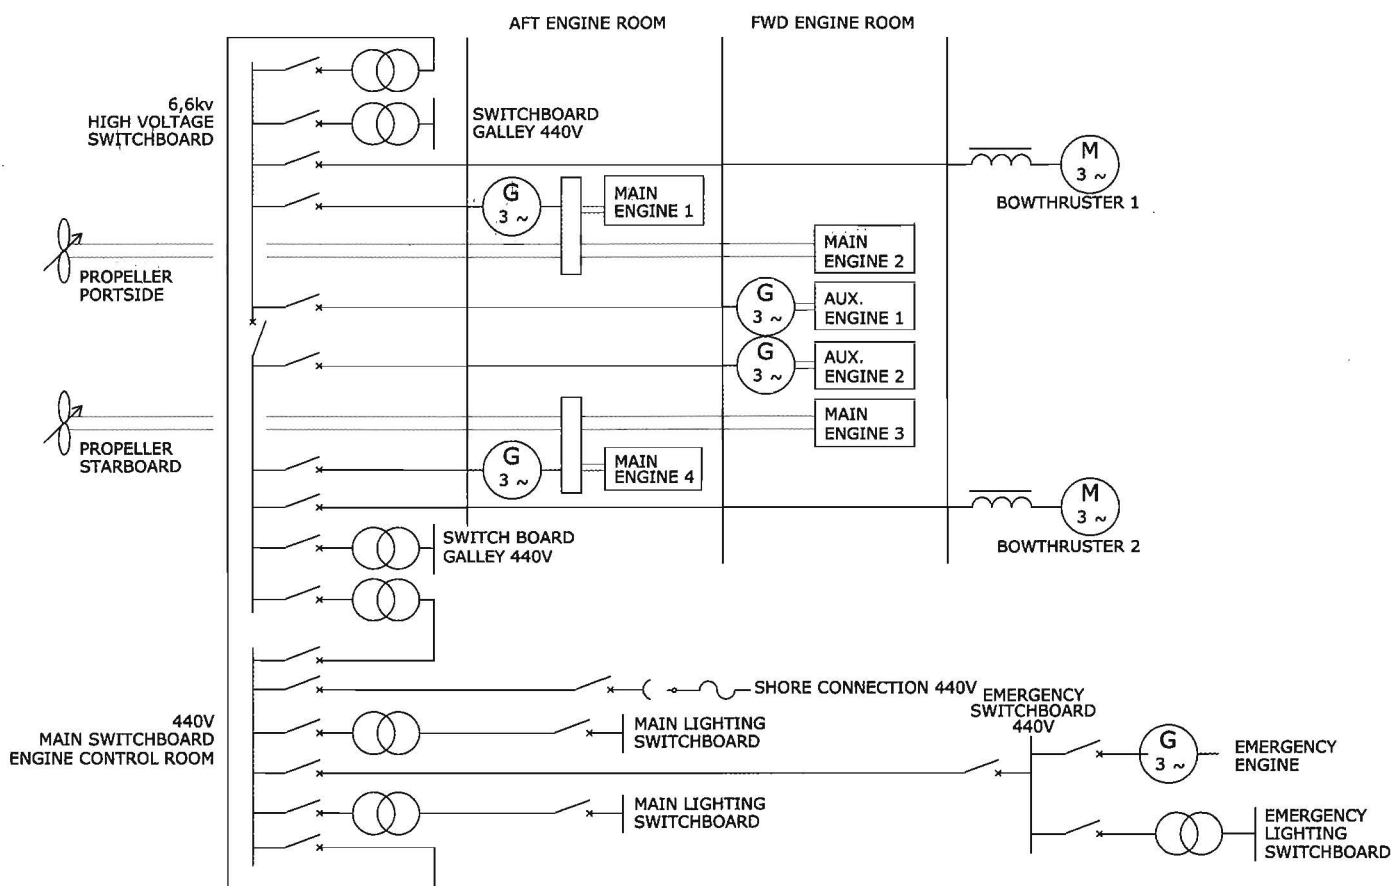 AFT ENGINE ROOM
FWD ENGINE ROOM
6,6kv
HIGH VOLTAGE
SWITCHBOARD
SWITCHBOARD
GALLEY 440V
M
3 ~
BOWTHRUSTER 1
G
3 ~
MAIN
ENGINE 1
MAIN
ENGINE 2
PROPELLER
PORTSIDE
G
3 ~
AUX.
ENGINE 1
G
3 ~
AUX.
ENGINE 2
MAIN
ENGINE 3
PROPELLER
STARBOARD
G
3 ~
MAIN
ENGINE 4
M
3 ~
BOWTHRUSTER 2
SWITCH BOARD
GALLEY 440V
SHORE CONNECTION 440V
EMERGENCY
SWITCHBOARD
440V
440V
MAIN SWITCHBOARD
ENGINE CONTROL ROOM
MAIN LIGHTING
SWITCHBOARD
G
3 ~
EMERGENCY
ENGINE
MAIN LIGHTING
SWITCHBOARD
EMERGENCY
LIGHTING
SWITCHBOARD